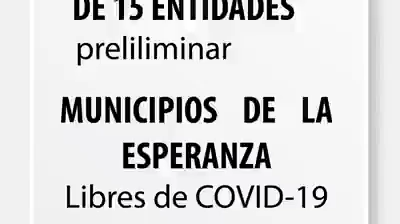 DE 15 ENTIDADES
preliliminar
MUNICIPIOS DE LA
ESPERANZA
Libres de COVID-19